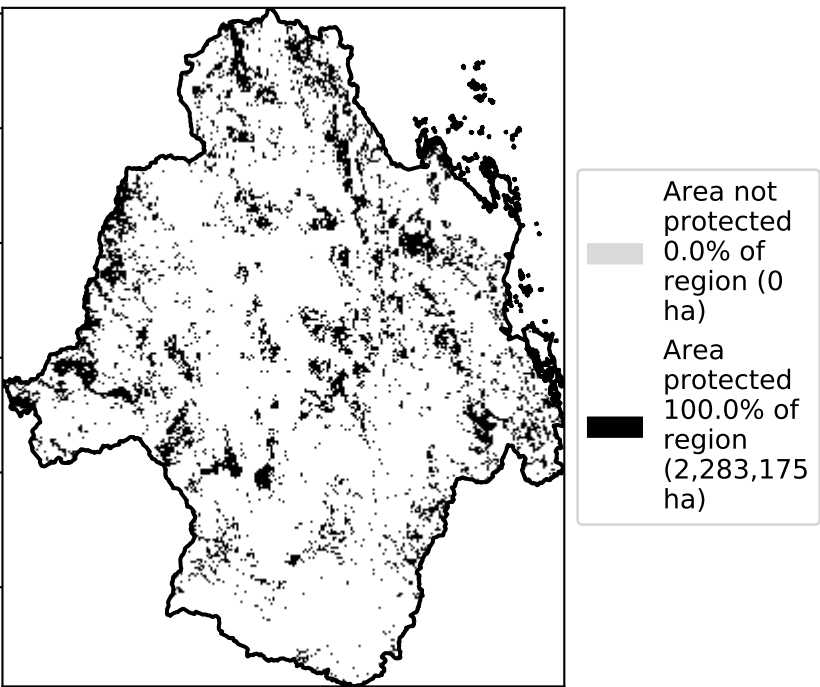 Area not
protected
0.0% of
region (0
ha)
Area
protected
100.0% of
region
(2,283,175
ha)